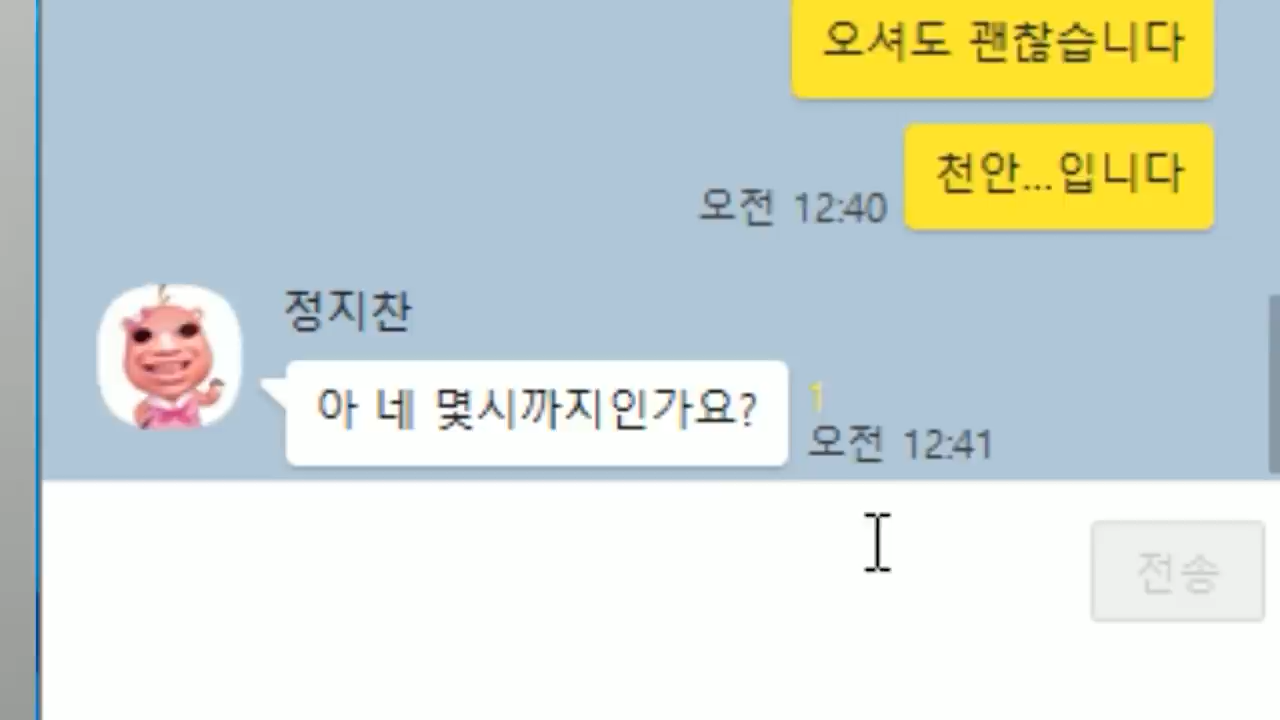 오셔도 괜찮습니다
천안...입니다
오전 12:40
정지찬
아 네 몇시까지인가요?
1
오전 12:41
전송